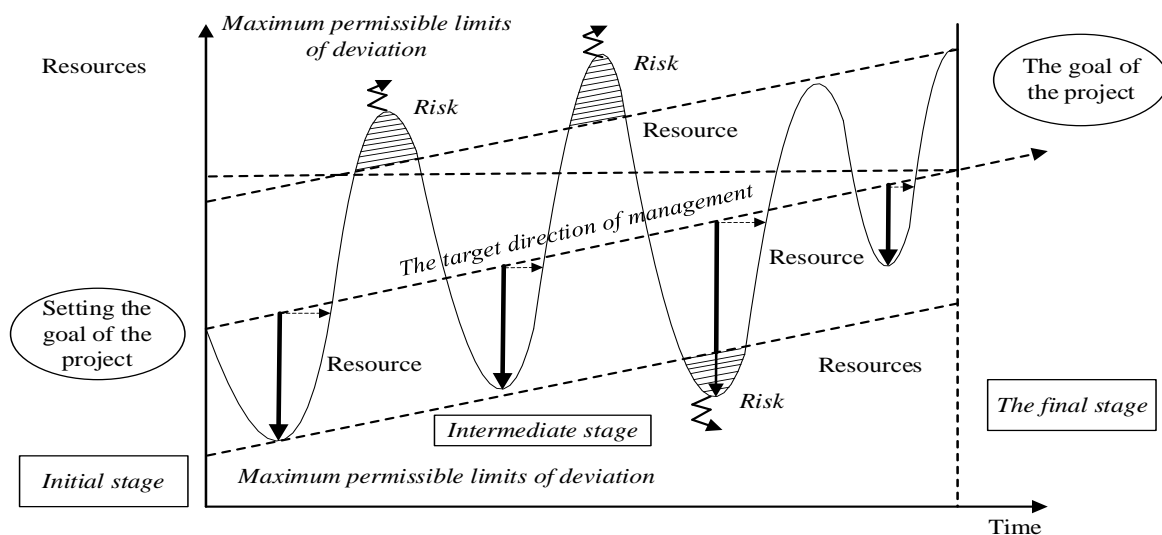 Maximum permissible limits
of deviation
Resources
Risk
The goal of
the project
Risk
Resource
The target direction of management
Resource
Setting the
goal of the
project
Resource
Resources
Risk
The final stage
Intermediate stage
Initial stage
Maximum permissible limits of deviation
Time